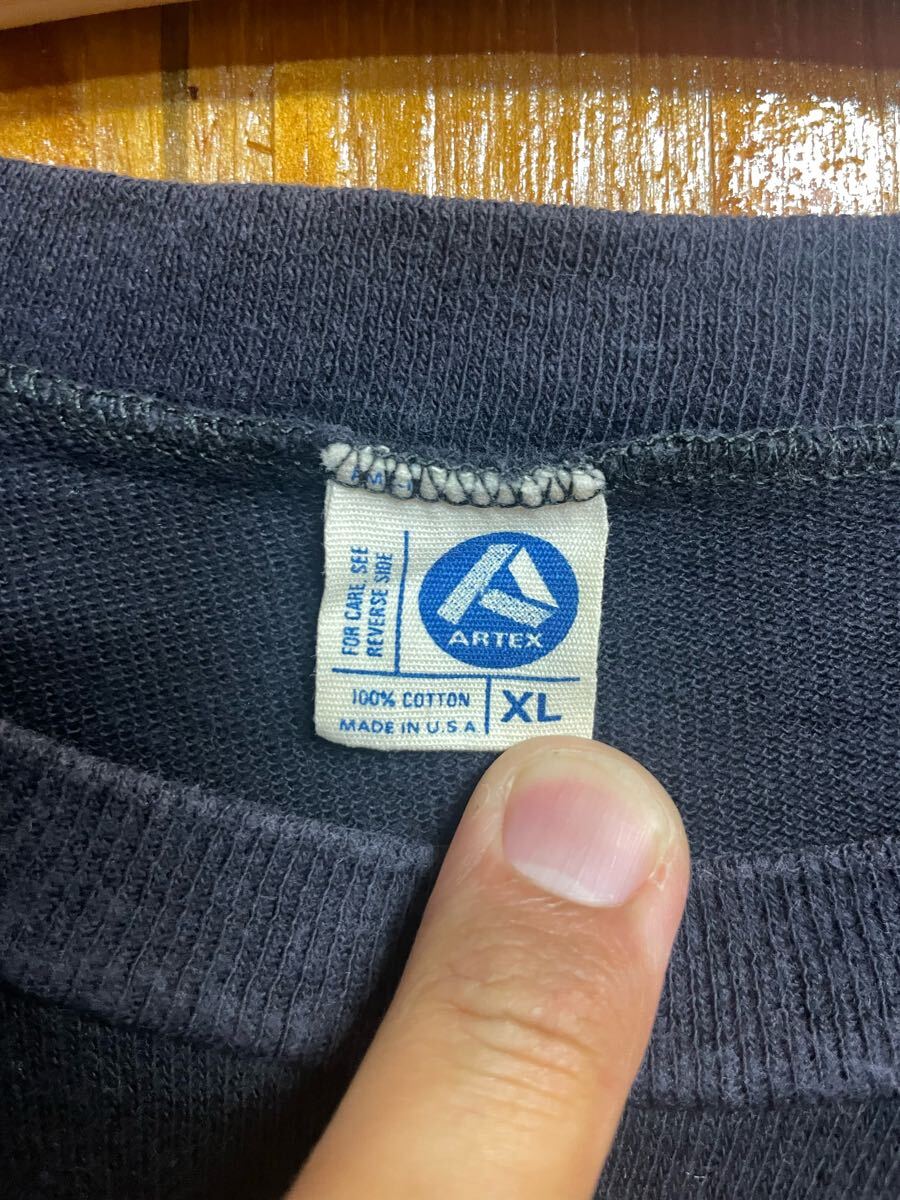 FOR CARE SEE
REVERSE SIDE
ARTEX
100% COTTON
MADE IN U.S.A.
XL